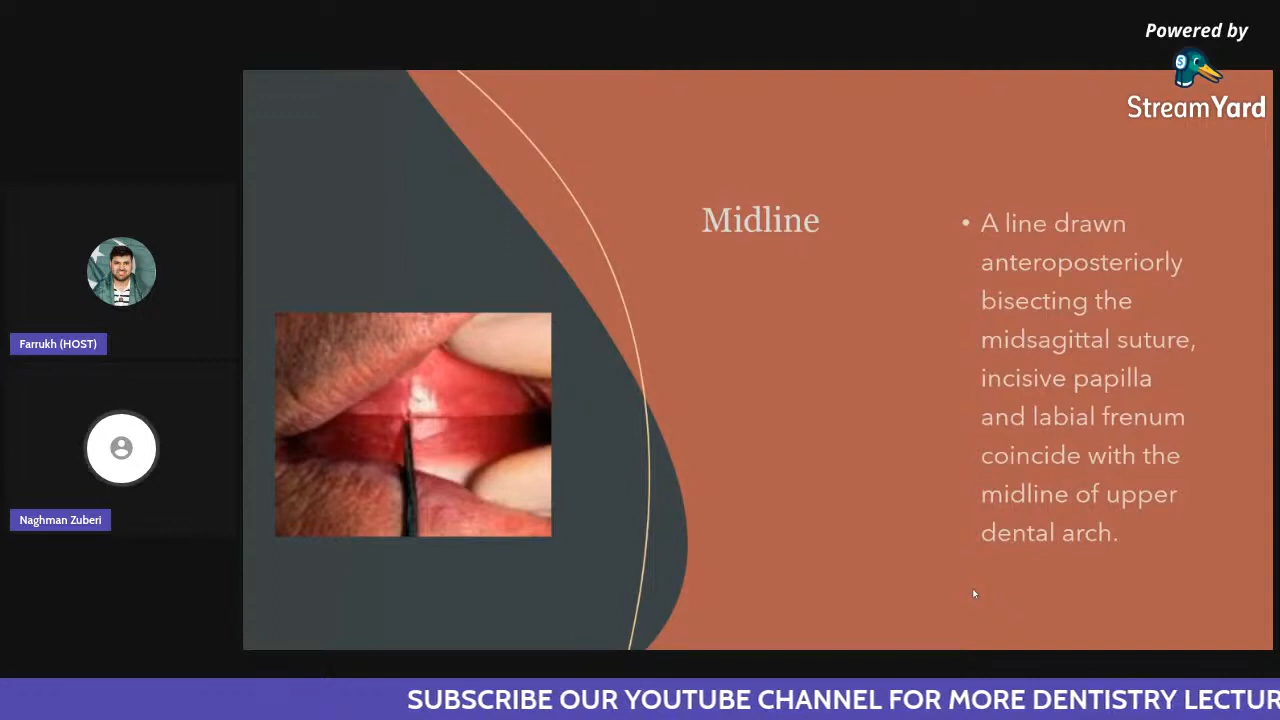 Powered by
StreamYard
Midline
• A line drawn
anteroposteriorly
bisecting the
midsagittal suture,
incisive papilla
and labial frenum
coincide with the
midline of upper
dental arch.
Farrukh (HOST)
Naghman Zuberi
SUBSCRIBE OUR YOUTUBE CHANNEL FOR MORE DENTISTRY LECTUR